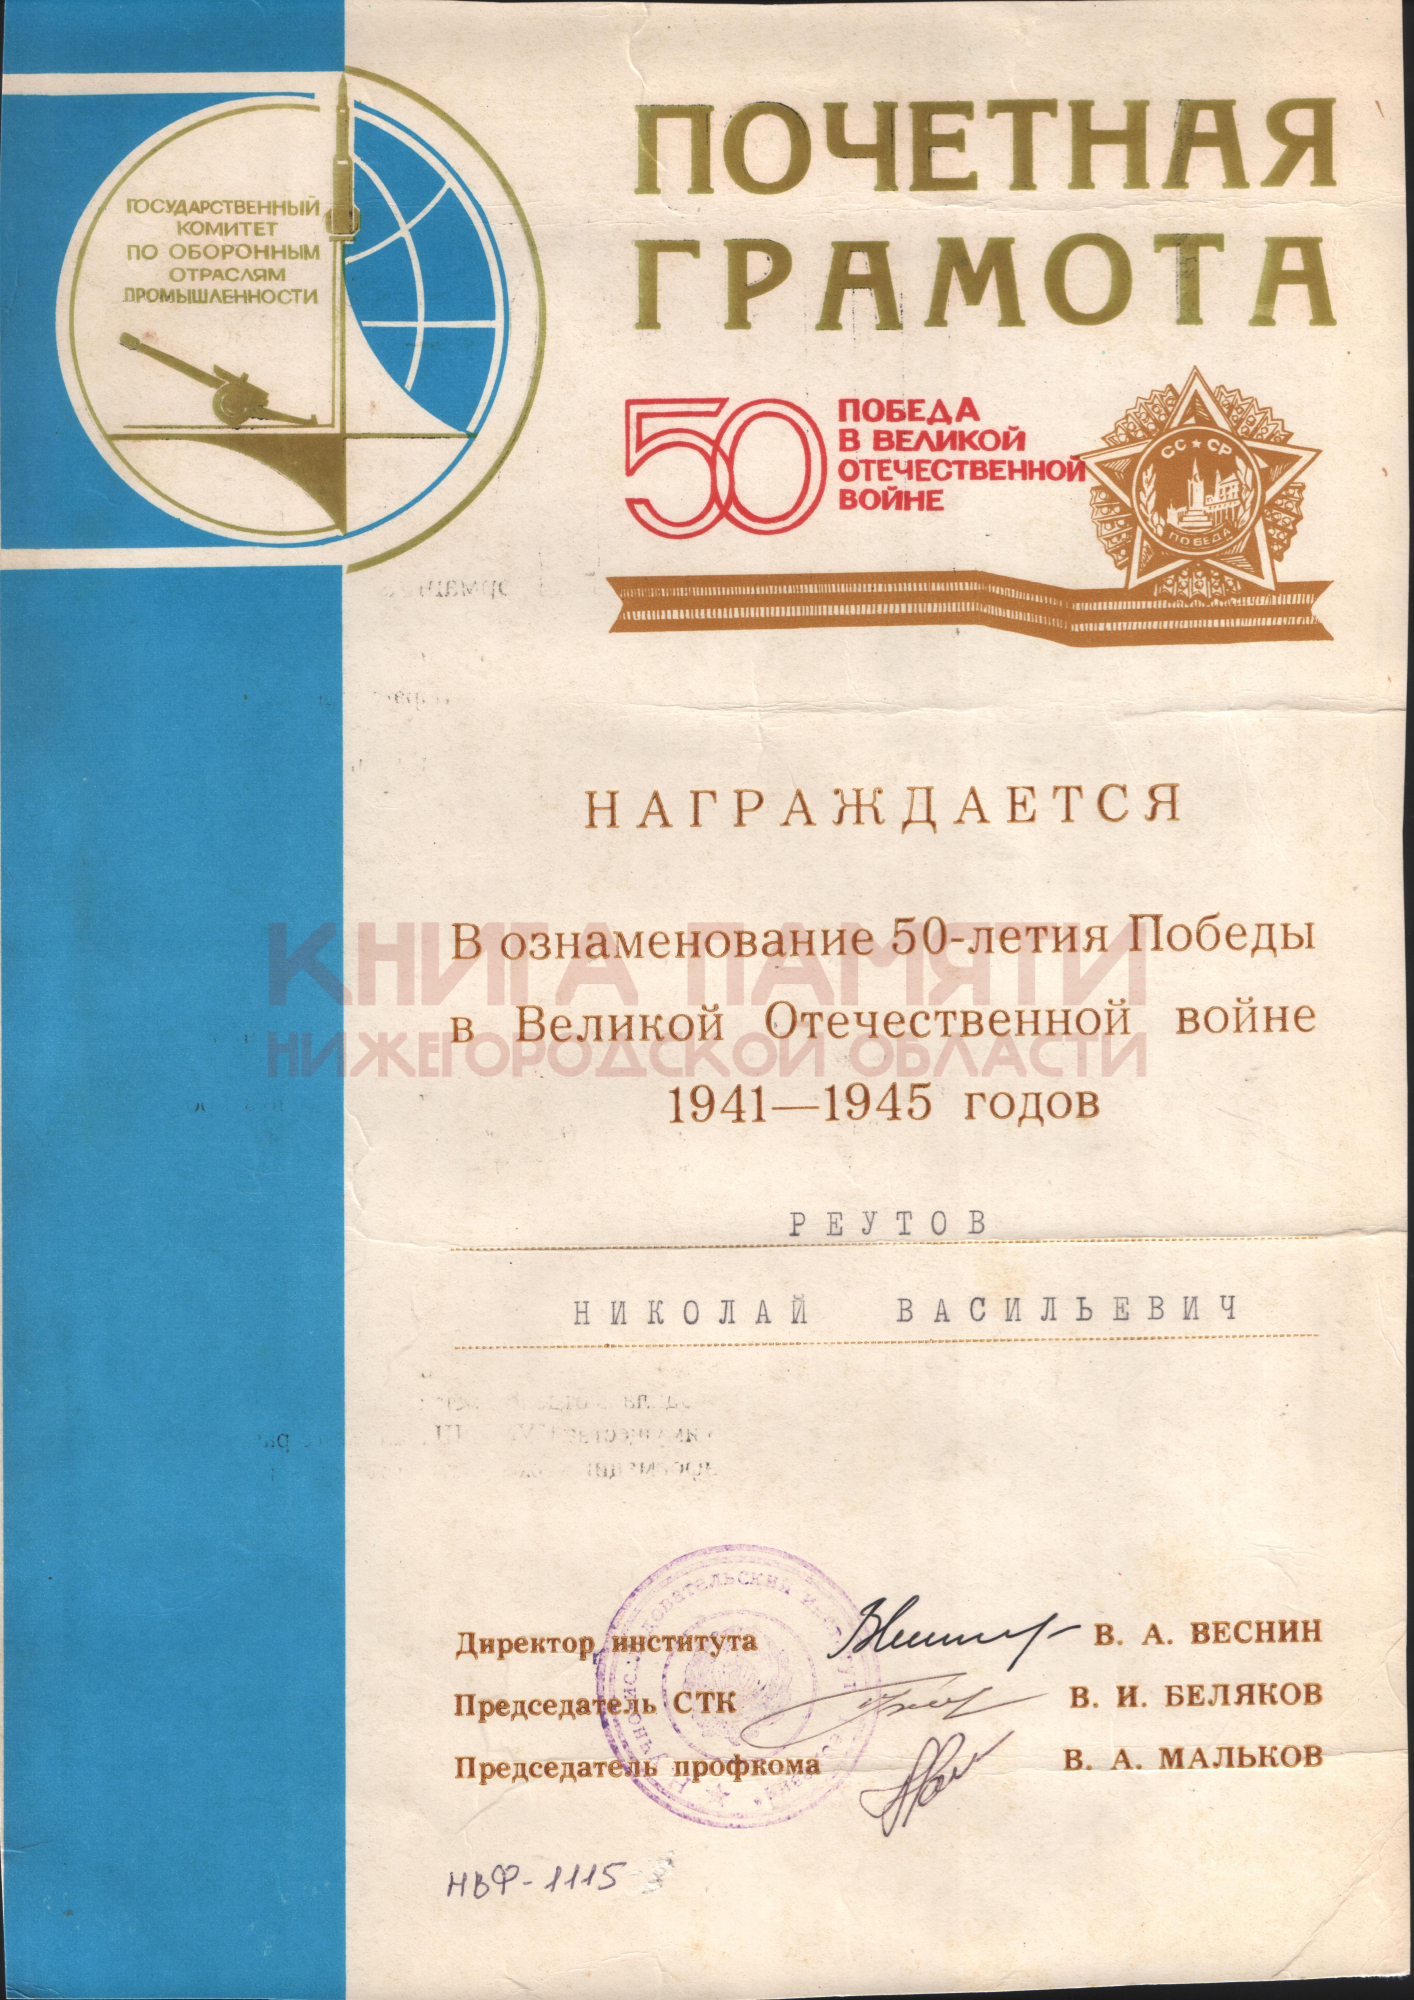 ГОСУДАРСТВЕННЫЙ
КОМИТЕТ
ПО ОБОРОННЫМ
ОТРАСЛЯМ
ПРОМЫШЛЕННОСТИ
ПОЧЕТНАЯ
ГРАМОТА
50
ПОБЕДА
В ВЕЛИКОЙ
ОТЕЧЕСТВЕННОЙ
ВОЙНЕ
СС★СР
ПОБЕДА
НАГРАЖДАЕТСЯ
КНИГА ПАМЯТИ
НИЖЕГОРОДСКОЙ ОБЛАСТИ
В ознаменование 50-летия Победы
в Великой Отечественной войне
1941—1945 годов
РЕУТОВ
НИКОЛАЙ ВАСИЛЬЕВИЧ
Директор института В. А. ВЕСНИН
Председатель СТК В. И. БЕЛЯКОВ
Председатель профкома В. А. МАЛЬКОВ
НВФ-1115